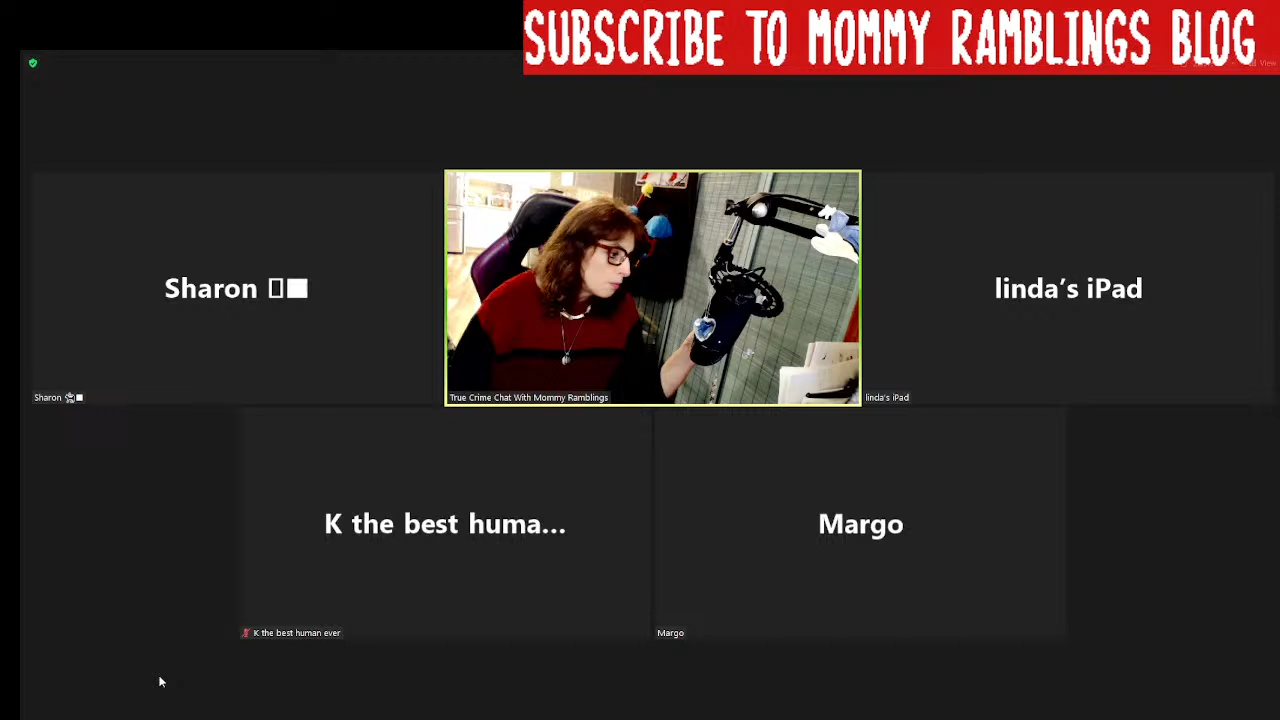 SUBSCRIBE TO MOMMY RAMBLINGS BLOG
View
Sharon
linda's iPad
Sharon
True Crime Chat With Mommy Ramblings
linda's iPad
K the best huma...
Margo
K the best human ever
Margo